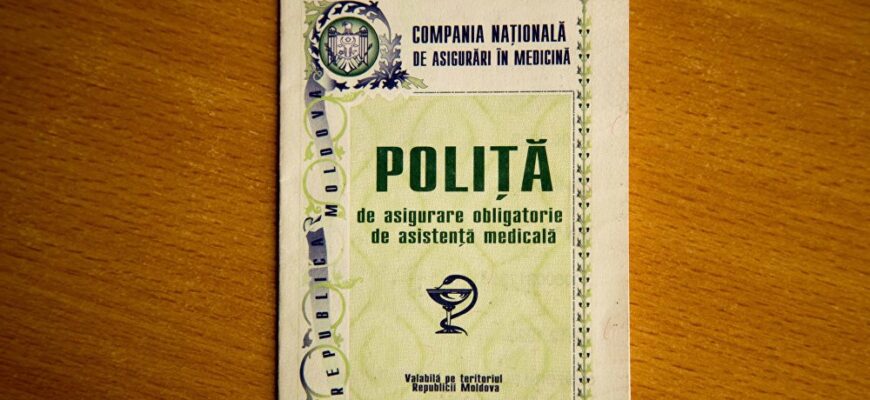 COMPANIA NAȚIONALĂ
DE ASIGURĂRI ÎN MEDICINĂ
REPUBLICA MOLDOVA
POLIȚĂ
de asigurare obligatorie
de asistență medicală
Valabilă pe teritoriul
Republicii Moldova